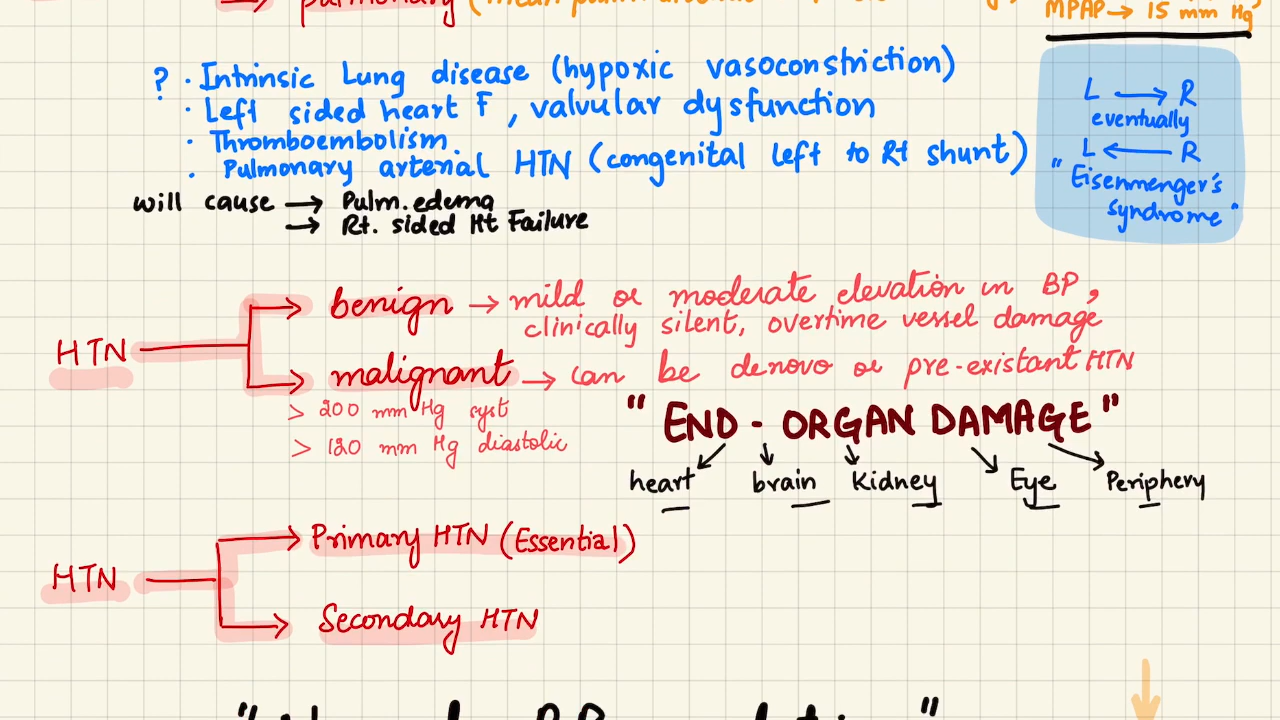 pulmonary (mean pulm.
MPAP → 15 mm Hg
? · Intrinsic Lung disease (hypoxic vasoconstriction)
· Left sided heart F, valvular dysfunction
· Thromboembolism.
· Pulmonary arterial HTN (congenital left to Rt shunt)
L → R
eventually
L ← R
"Eisenmenger's
syndrome"
will cause → Pulm. edema
→ Rt. sided Ht Failure
HTN
benign → mild or moderate elevation in BP,
clinically silent, overtime vessel damage
malignant → can be denovo or pre-existant HTN
> 200 mm Hg syst
> 120 mm Hg diastolic
"END - ORGAN DAMAGE"
heart brain Kidney Eye Periphery
HTN
Primary HTN (Essential)
Secondary HTN